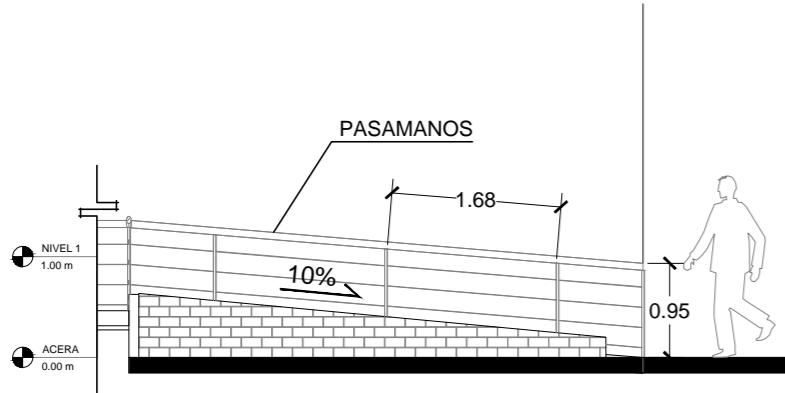 PASAMANOS
1.68
NIVEL 1
1.00 m
10%
0.95
ACERA
0.00 m